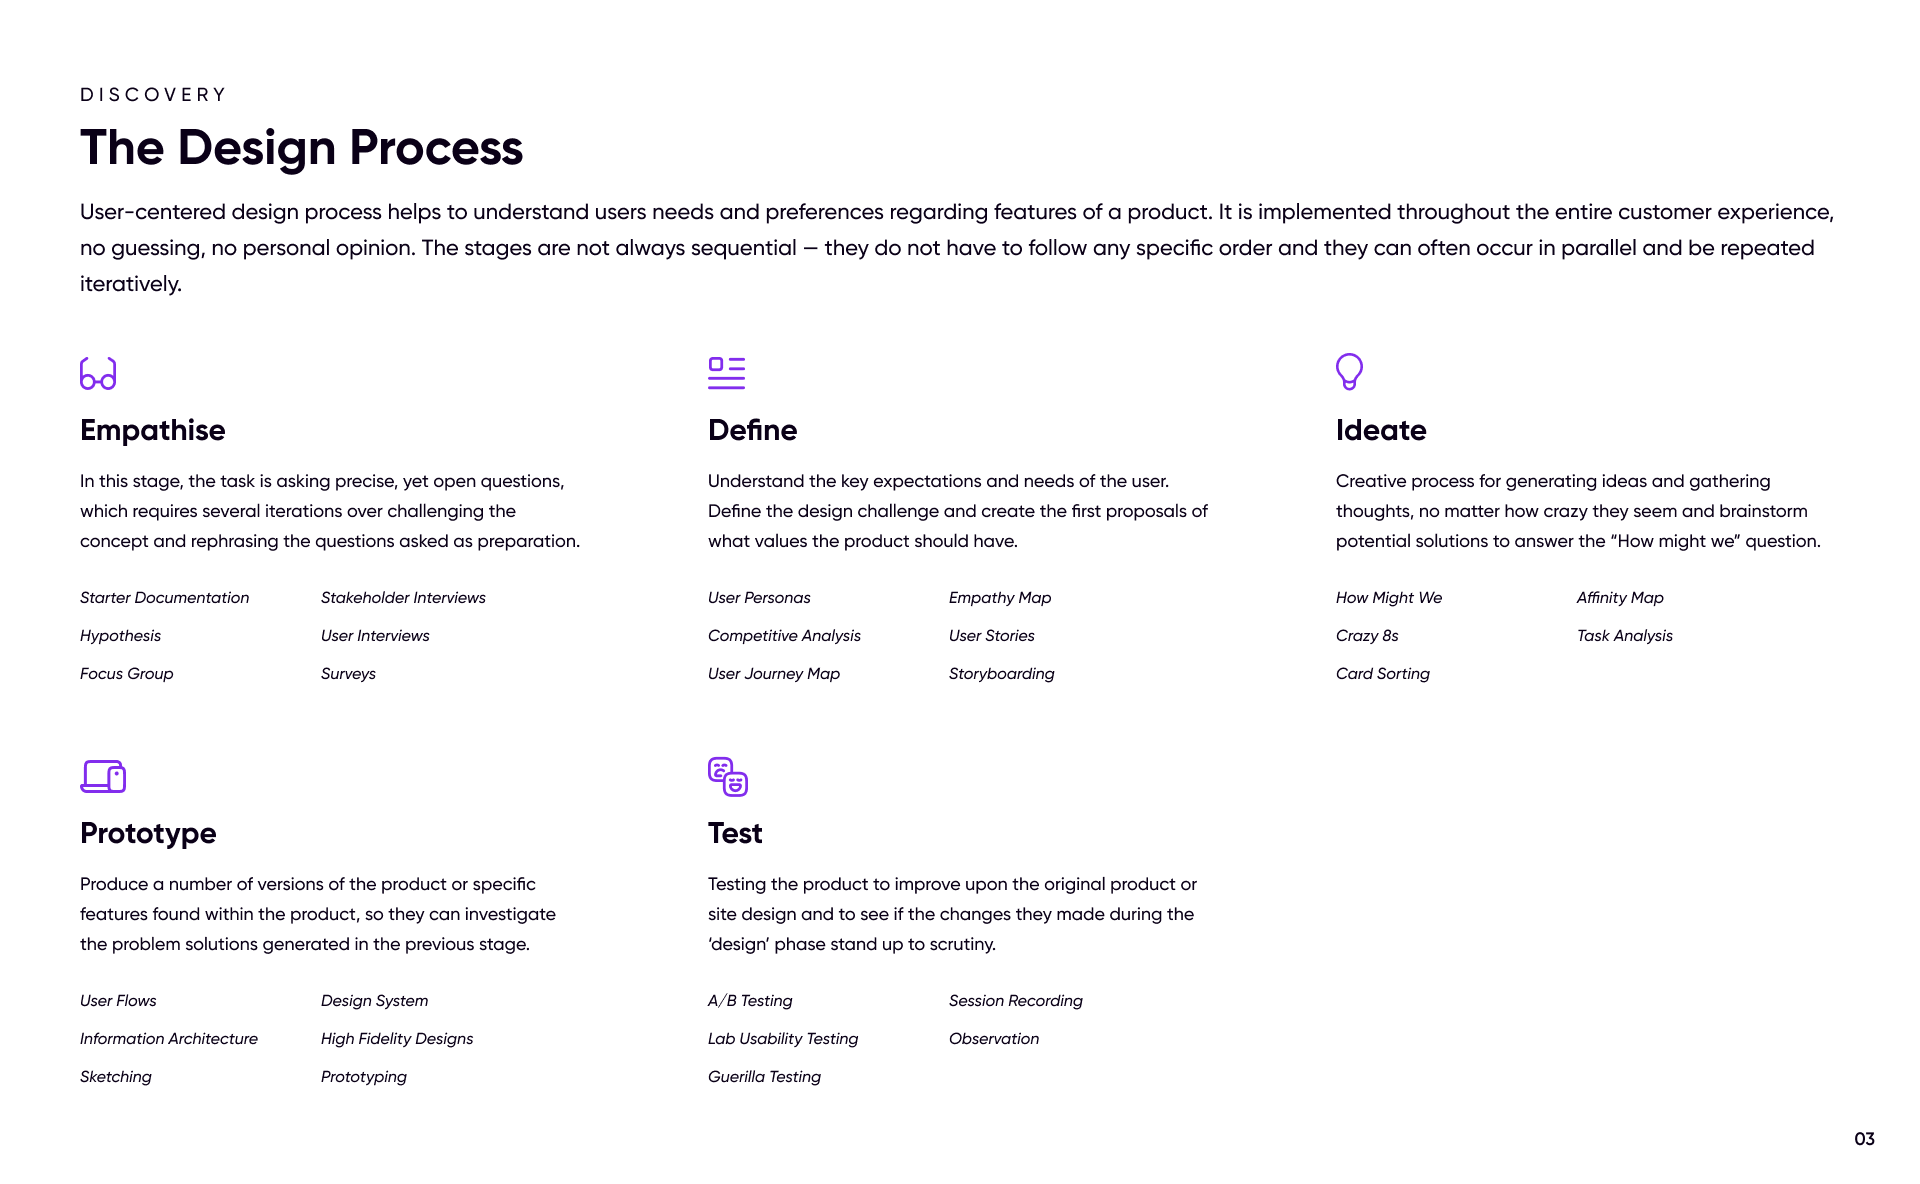 DISCOVERY
The Design Process
User-centered design process helps to understand users needs and preferences regarding features of a product. It is implemented throughout the entire customer experience,
no guessing, no personal opinion. The stages are not always sequential — they do not have to follow any specific order and they can often occur in parallel and be repeated
iteratively.
Empathise
In this stage, the task is asking precise, yet open questions,
which requires several iterations over challenging the
concept and rephrasing the questions asked as preparation.
Starter Documentation
Hypothesis
Focus Group
Stakeholder Interviews
User Interviews
Surveys
Define
Understand the key expectations and needs of the user.
Define the design challenge and create the first proposals of
what values the product should have.
User Personas
Competitive Analysis
User Journey Map
Empathy Map
User Stories
Storyboarding
Ideate
Creative process for generating ideas and gathering
thoughts, no matter how crazy they seem and brainstorm
potential solutions to answer the “How might we” question.
How Might We
Crazy 8s
Card Sorting
Affinity Map
Task Analysis
Prototype
Produce a number of versions of the product or specific
features found within the product, so they can investigate
the problem solutions generated in the previous stage.
User Flows
Information Architecture
Sketching
Design System
High Fidelity Designs
Prototyping
Test
Testing the product to improve upon the original product or
site design and to see if the changes they made during the
‘design’ phase stand up to scrutiny.
A/B Testing
Lab Usability Testing
Guerilla Testing
Session Recording
Observation
03